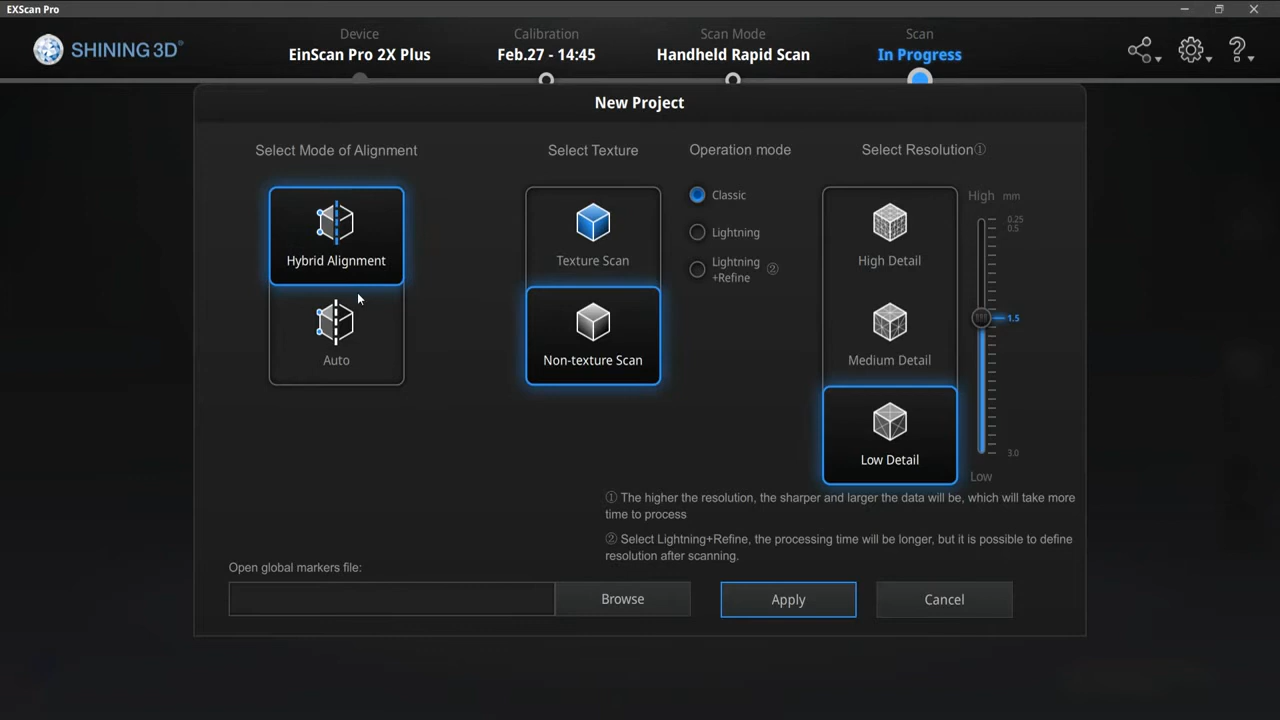 EXScan Pro
SHINING 3D®
Device
EinScan Pro 2X Plus
Calibration
Feb.27 - 14:45
Scan Mode
Handheld Rapid Scan
Scan
In Progress
New Project
Select Mode of Alignment
Hybrid Alignment
Auto
Select Texture
Texture Scan
Non-texture Scan
Operation mode
Classic
Lightning
Lightning
+Refine ②
Select Resolution①
High Detail
Medium Detail
Low Detail
High mm
0.25
0.5
1.5
3.0
Low
① The higher the resolution, the sharper and larger the data will be, which will take more
time to process
② Select Lightning+Refine, the processing time will be longer, but it is possible to define
resolution after scanning.
Open global markers file:
Browse
Apply
Cancel